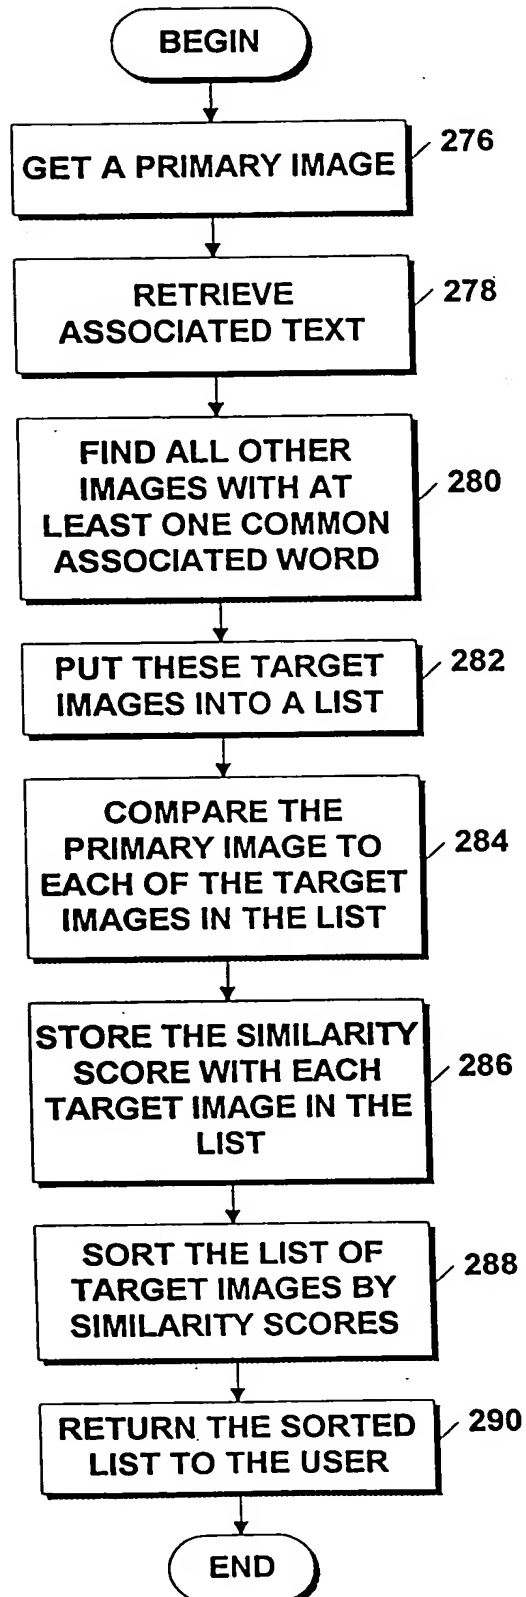 BEGIN
GET A PRIMARY IMAGE
276
RETRIEVE
ASSOCIATED TEXT
278
FIND ALL OTHER
IMAGES WITH AT
LEAST ONE COMMON
ASSOCIATED WORD
280
PUT THESE TARGET
IMAGES INTO A LIST
282
COMPARE THE
PRIMARY IMAGE TO
EACH OF THE TARGET
IMAGES IN THE LIST
284
STORE THE SIMILARITY
SCORE WITH EACH
TARGET IMAGE IN THE
LIST
286
SORT THE LIST OF
TARGET IMAGES BY
SIMILARITY SCORES
288
RETURN THE SORTED
LIST TO THE USER
290
END